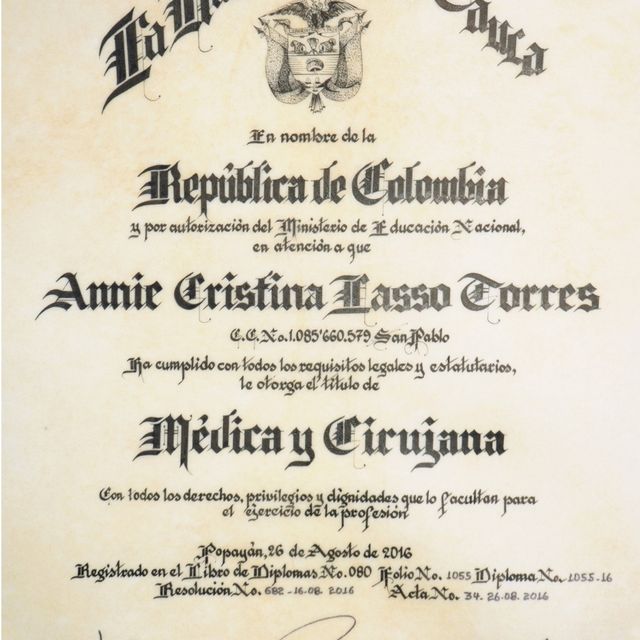 La
Cauca
En nombre de la
República de Colombia
y por autorización del Ministerio de Educación Nacional,
en atención a que
Annie Cristina Lasso Torres
C.C.No.1.085'660.579 San Pablo
Ha cumplido con todos los requisitos legales y estatutarios,
le otorga el título de
Médica y Cirujana
Con todos los derechos, privilegios y dignidades que lo facultan para
el ejercicio de la profesión
Popayán, 26 de Agosto de 2016
Registrado en el Libro de Diplomas No. 080 Folio No. 1055 Diploma No. 1055-16
Resolución No. 682-16.08.2016 Acta No. 34.26.08.2016